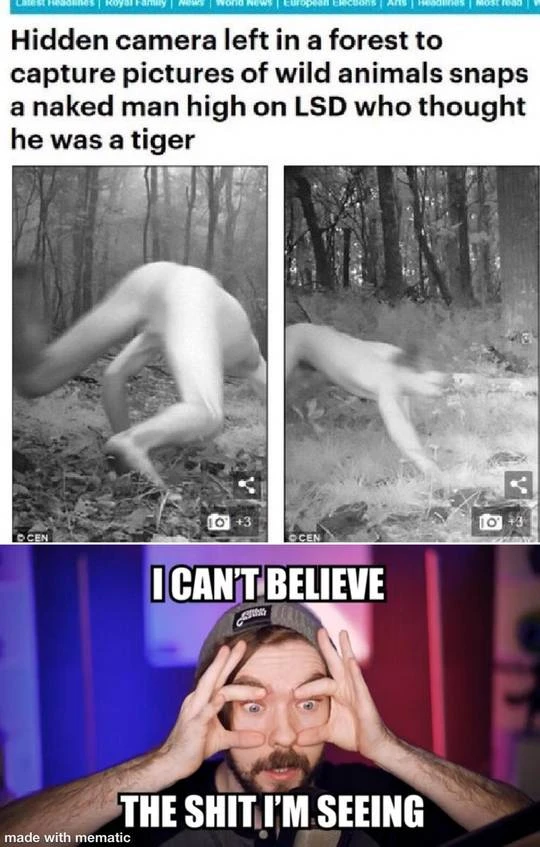 Latest Headlines | Royal Family | News | World News | European Elections | Arts | Headlines | Most read |
Hidden camera left in a forest to
capture pictures of wild animals snaps
a naked man high on LSD who thought
he was a tiger
+3
© CEN
+3
© CEN
I CAN'T BELIEVE
THE SHIT I'M SEEING
made with mematic